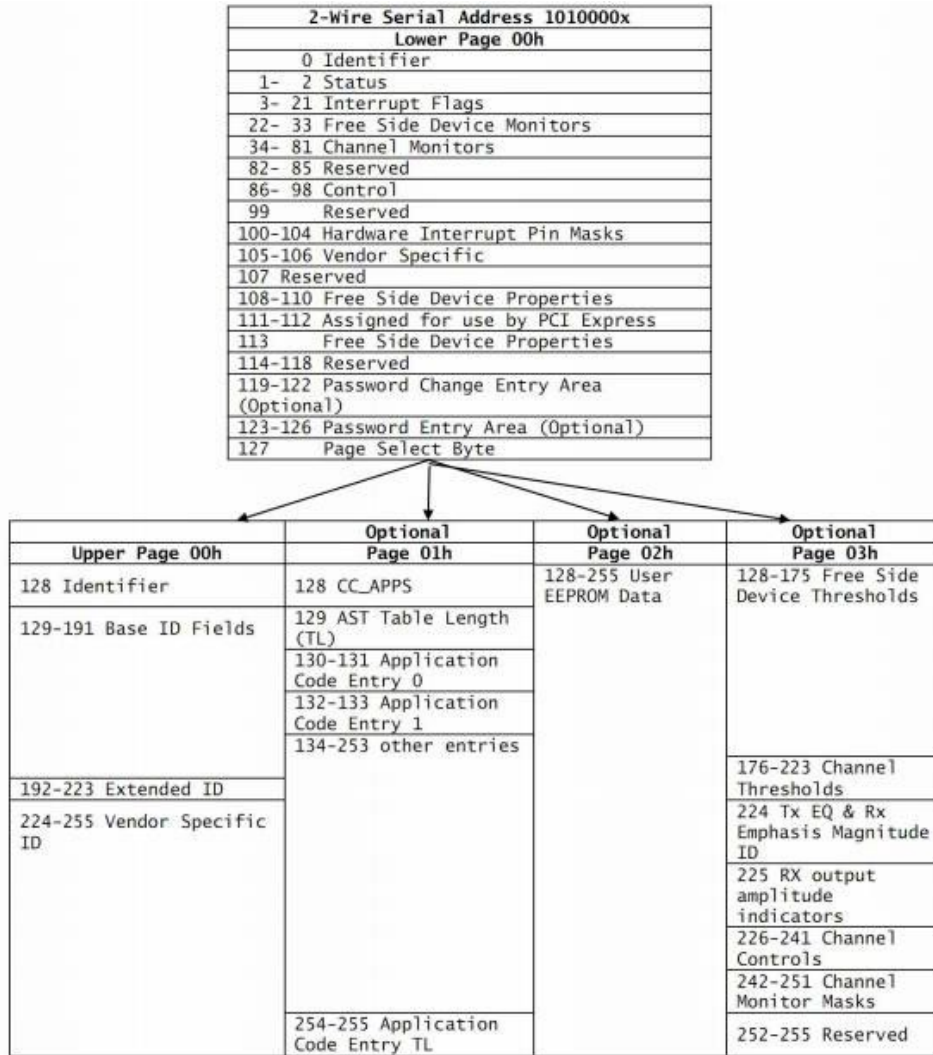 2-Wire Serial Address 1010000x
Lower Page 00h
0 Identifier
1- 2 Status
3- 21 Interrupt Flags
22- 33 Free Side Device Monitors
34- 81 Channel Monitors
82- 85 Reserved
86- 98 Control
99 Reserved
100-104 Hardware Interrupt Pin Masks
105-106 Vendor Specific
107 Reserved
108-110 Free Side Device Properties
111-112 Assigned for use by PCI Express
113 Free Side Device Properties
114-118 Reserved
119-122 Password Change Entry Area
(Optional)
123-126 Password Entry Area (Optional)
127 Page Select Byte
Upper Page 00h
128 Identifier
129-191 Base ID Fields
192-223 Extended ID
224-255 Vendor Specific
ID
Optional
Page 01h
128 CC_APPS
129 AST Table Length
(TL)
130-131 Application
Code Entry 0
132-133 Application
Code Entry 1
134-253 other entries
254-255 Application
Code Entry TL
Optional
Page 02h
128-255 User
EEPROM Data
Optional
Page 03h
128-175 Free Side
Device Thresholds
176-223 Channel
Thresholds
224 Tx EQ & Rx
Emphasis Magnitude
ID
225 RX output
amplitude
indicators
226-241 Channel
Controls
242-251 Channel
Monitor Masks
252-255 Reserved